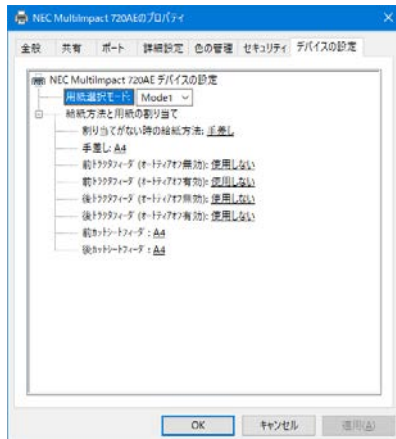 NEC MultiImpact 720AEのプロパティ
全般 共有 ポート 詳細設定 色の管理 セキュリティ デバイスの設定
NEC MultiImpact 720AE デバイスの設定
用紙選択モード: Mode1
給紙方法と用紙の割り当て
割り当てがない時の給紙方法: 手差し
手差し: A4
前トラクタフィーダ (オートティアオフ無効): 使用しない
前トラクタフィーダ (オートティアオフ有効): 使用しない
後トラクタフィーダ (オートティアオフ無効): 使用しない
後トラクタフィーダ (オートティアオフ有効): 使用しない
前カットシートフィーダ : A4
後カットシートフィーダ : A4
OK キャンセル 適用(A)